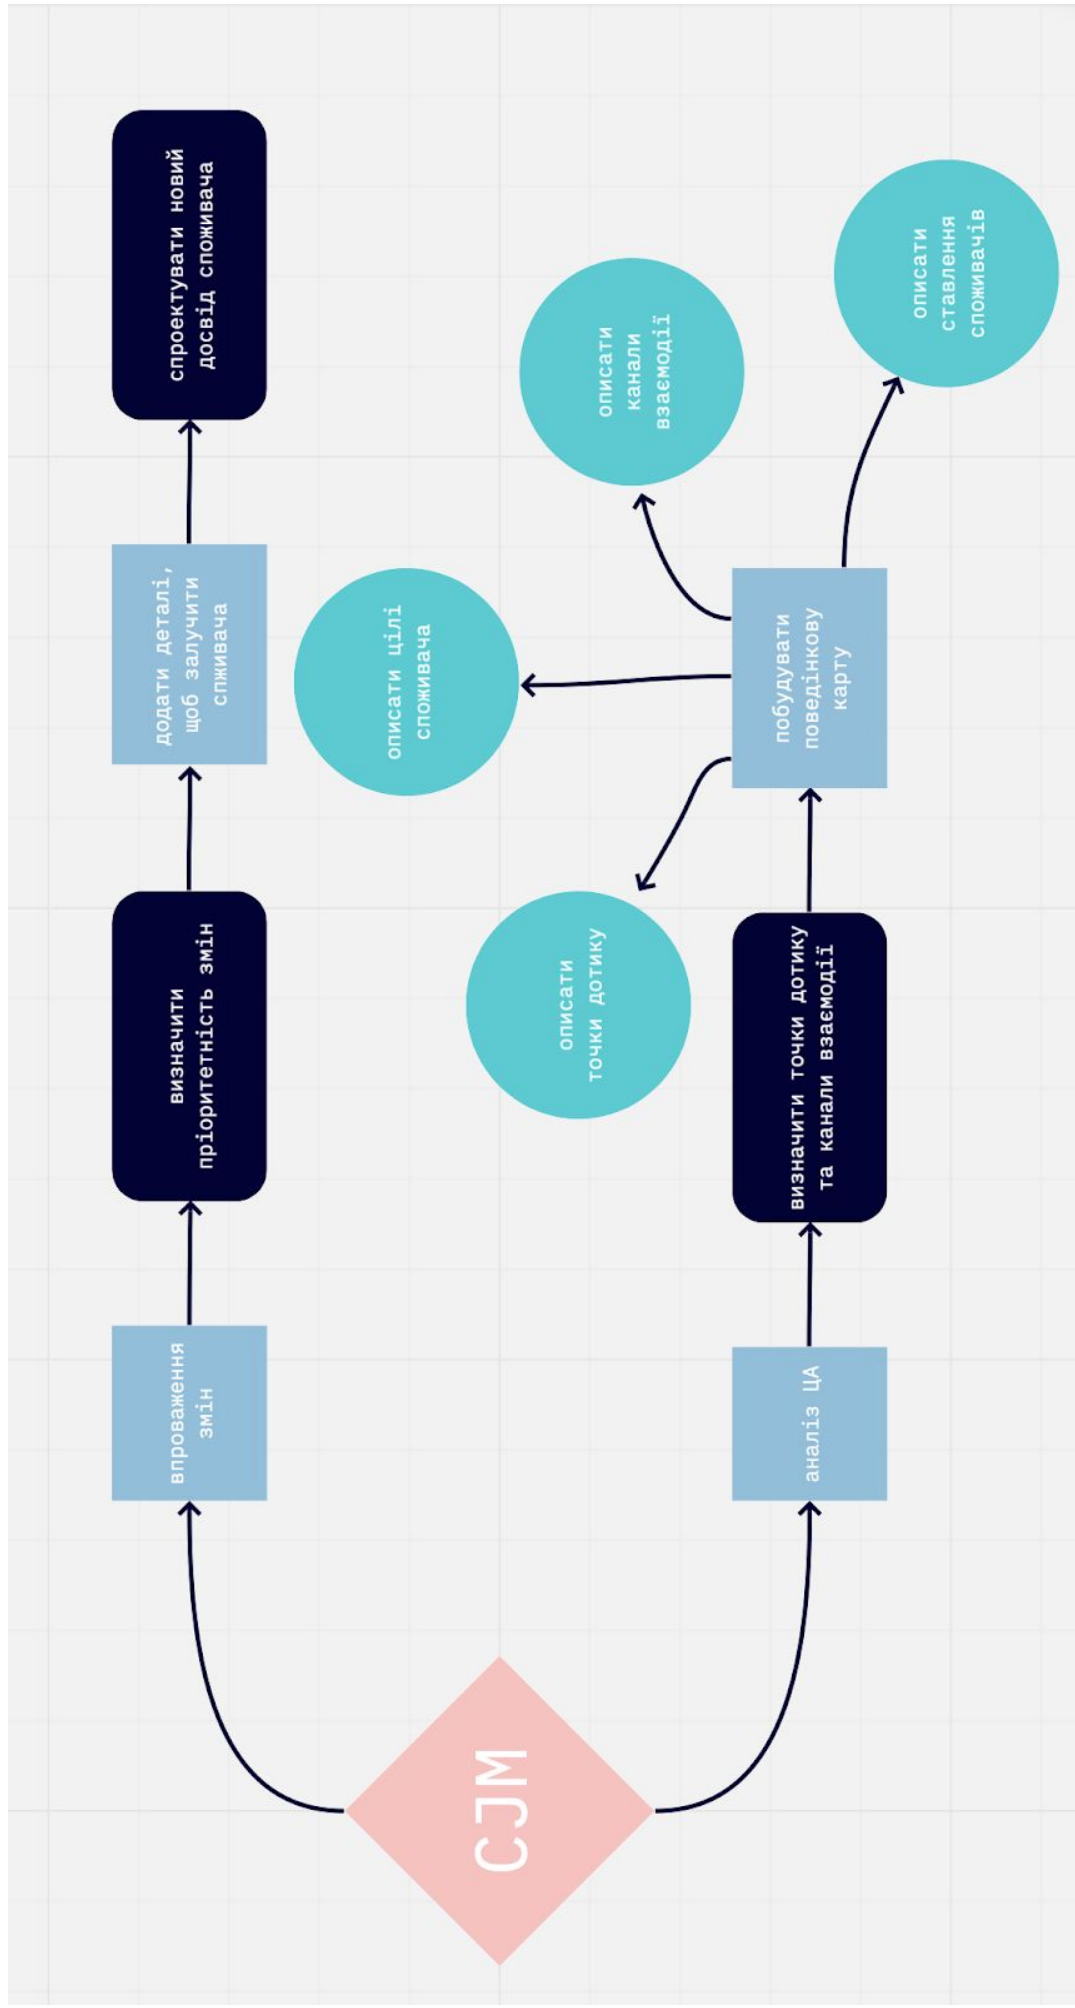 CJM
впроваження
змін
визначити
пріоритетність змін
додати деталі,
щоб залучити
спживача
спроектувати новий
досвід споживача
аналіз ЦА
визначити точки дотику
та канали взаємодії
побудувати
поведінкову
карту
описати
точки дотику
описати цілі
споживача
описати
канали
взаємодії
описати
ставлення
споживачів